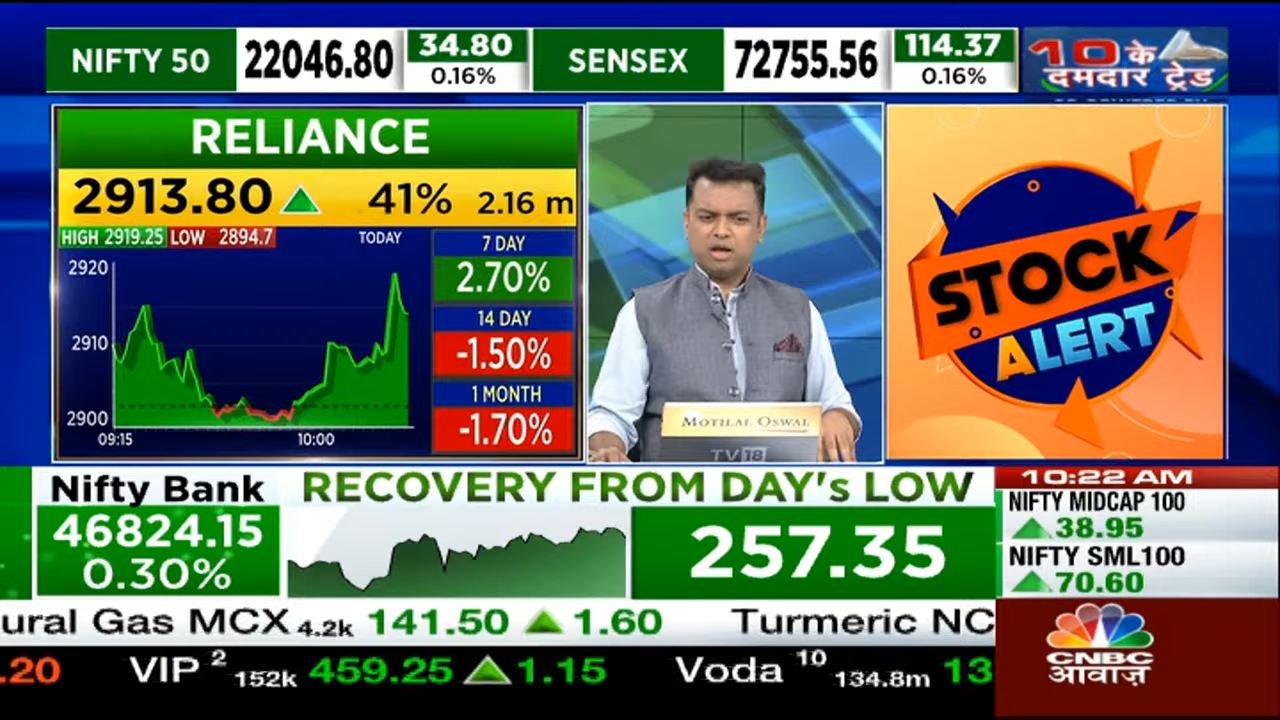 NIFTY 50 22046.80 34.80 0.16% SENSEX 72755.56 114.37 0.16%
10 के
दमदार ट्रेड
RELIANCE
2913.80 41% 2.16 m
HIGH 2919.25 LOW 2894.7 TODAY
2920
2910
2900
09:15 10:00
7 DAY
2.70%
14 DAY
-1.50%
1 MONTH
-1.70%
MOTILAL OSWAL
TV18
STOCK
ALERT
Nifty Bank
46824.15
0.30%
RECOVERY FROM DAY's LOW
257.35
10:22 AM
NIFTY MIDCAP 100
38.95
NIFTY SML100
70.60
ural Gas MCX 4.2k 141.50 1.60 Turmeric NC
.20 VIP 2 152k 459.25 1.15 Voda 10 134.8m 13
CNBC
आवाज़